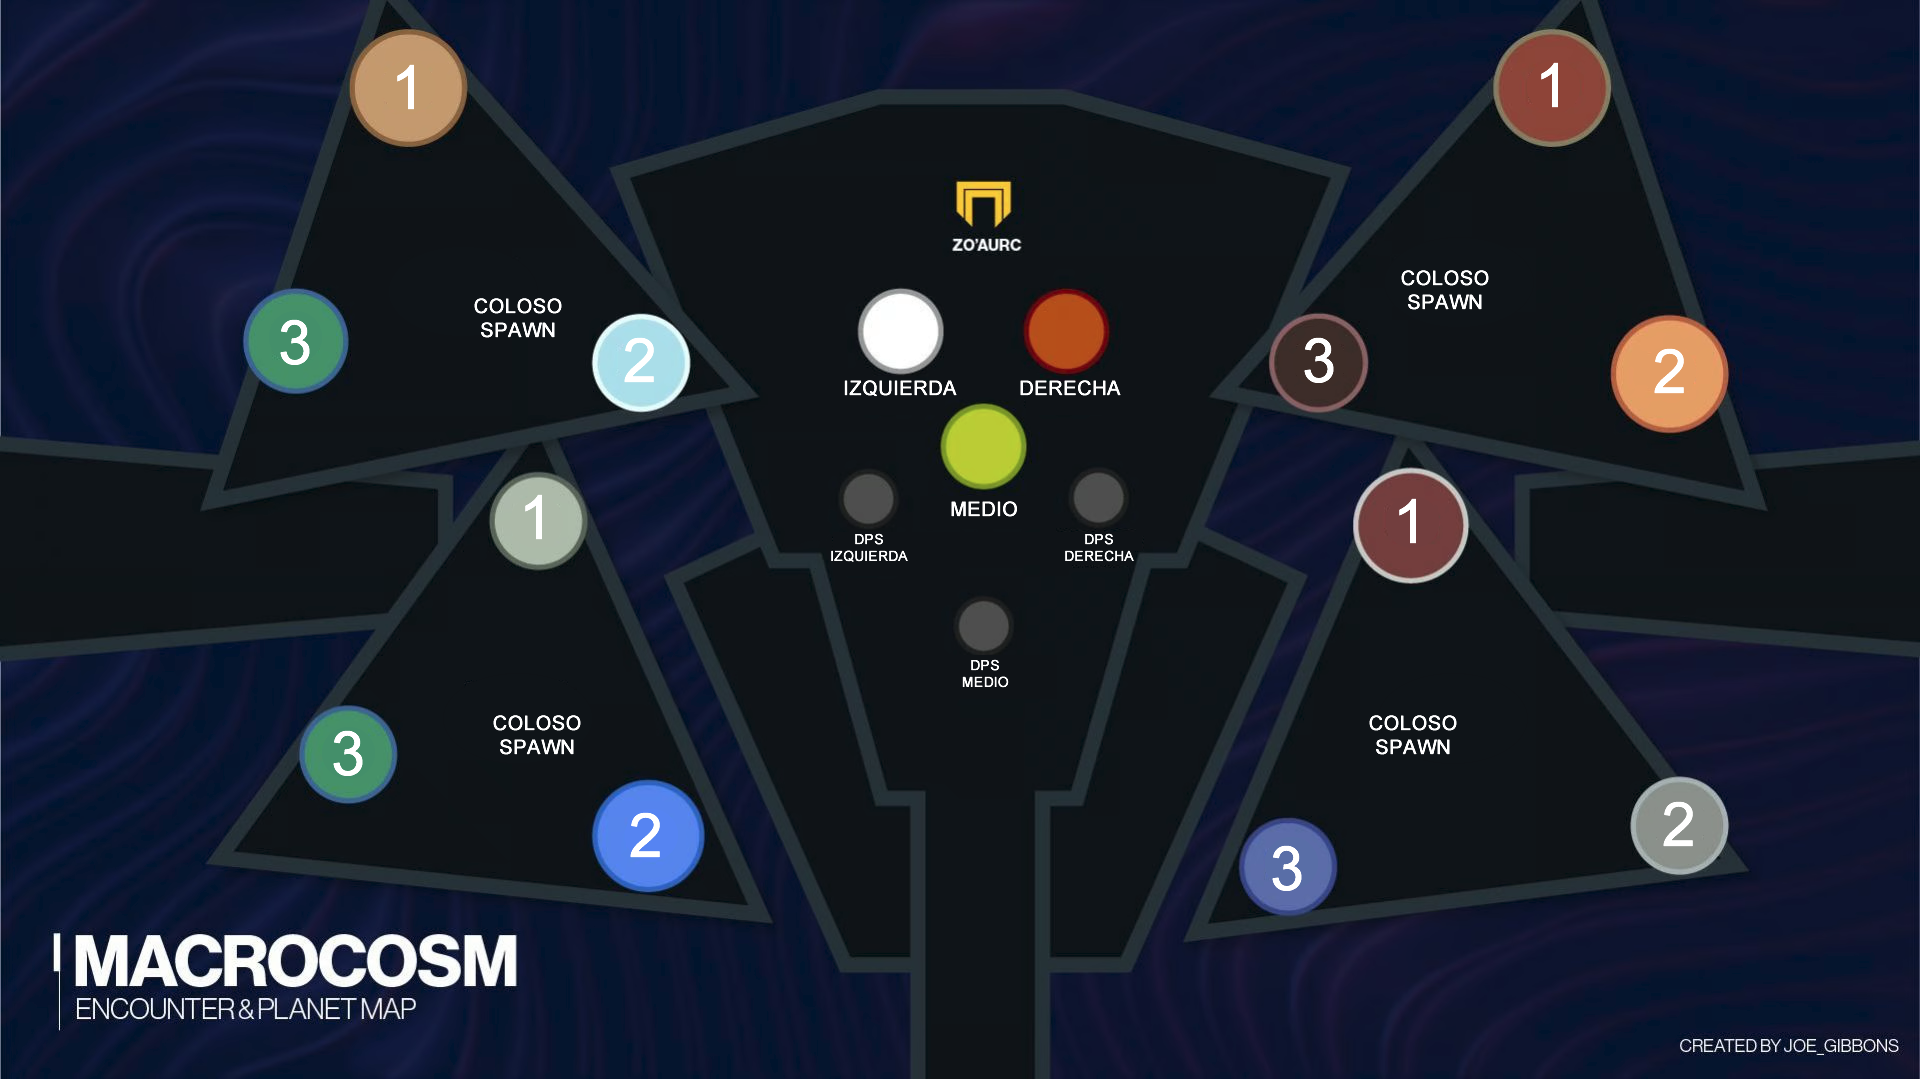 1
1
ZO'AURC
COLOSO
SPAWN
COLOSO
SPAWN
3
2
3
2
IZQUIERDA
DERECHA
MEDIO
1
1
DPS
IZQUIERDA
DPS
DERECHA
DPS
MEDIO
COLOSO
SPAWN
COLOSO
SPAWN
3
2
3
2
MACROCOSM
ENCOUNTER & PLANET MAP
CREATED BY JOE_GIBBONS